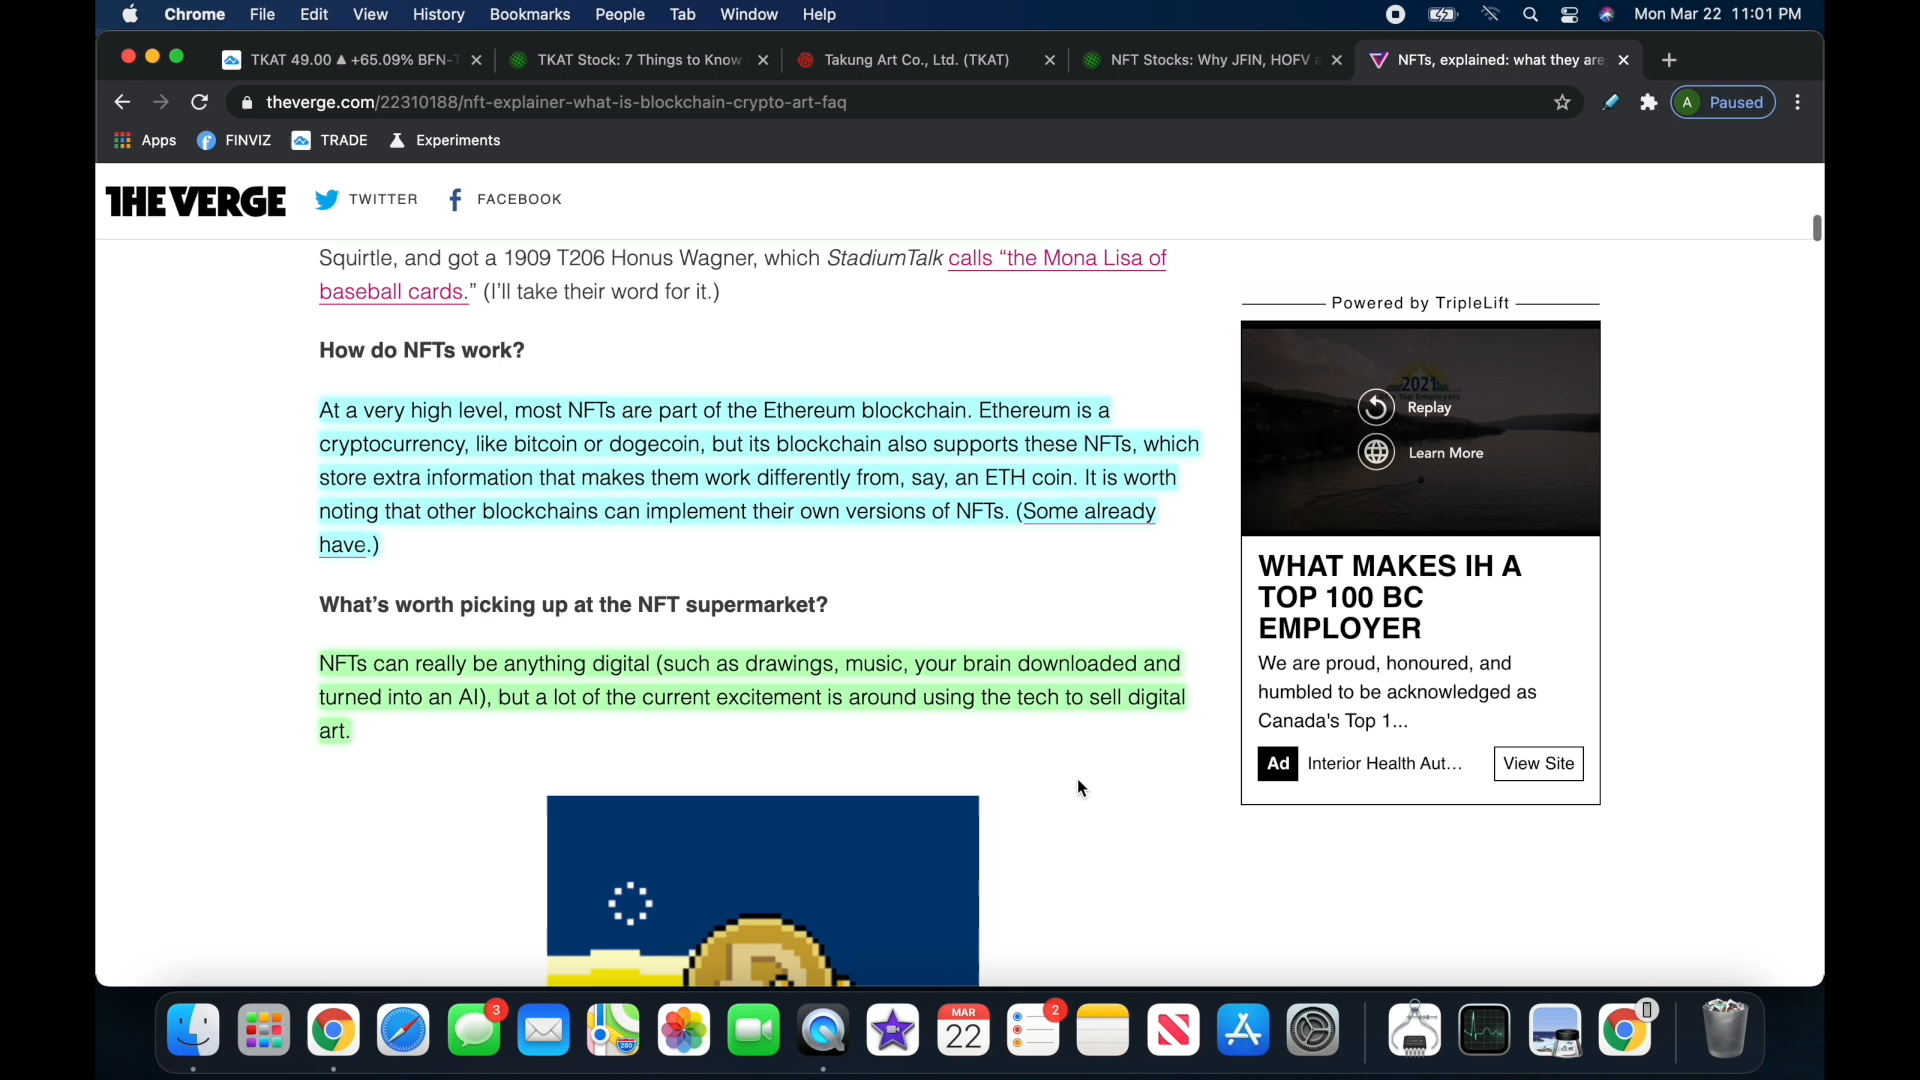 Chrome File Edit View History Bookmarks People Tab Window Help Mon Mar 22 11:01 PM
TKAT 49.00 ▲ +65.09% BFN- TKAT Stock: 7 Things to Know Takung Art Co., Ltd. (TKAT) NFT Stocks: Why JFIN, HOFV NFTs, explained: what they are
theverge.com/22310188/nft-explainer-what-is-blockchain-crypto-art-faq A Paused
Apps FINVIZ TRADE Experiments
THE VERGE TWITTER FACEBOOK
Squirtle, and got a 1909 T206 Honus Wagner, which StadiumTalk calls “the Mona Lisa of
baseball cards.” (I’ll take their word for it.)
How do NFTs work?
At a very high level, most NFTs are part of the Ethereum blockchain. Ethereum is a
cryptocurrency, like bitcoin or dogecoin, but its blockchain also supports these NFTs, which
store extra information that makes them work differently from, say, an ETH coin. It is worth
noting that other blockchains can implement their own versions of NFTs. (Some already
have.)
What’s worth picking up at the NFT supermarket?
NFTs can really be anything digital (such as drawings, music, your brain downloaded and
turned into an AI), but a lot of the current excitement is around using the tech to sell digital
art.
Powered by TripleLift
2021
Replay
Learn More
WHAT MAKES IH A
TOP 100 BC
EMPLOYER
We are proud, honoured, and
humbled to be acknowledged as
Canada's Top 1...
Ad Interior Health Aut... View Site
3
MAR
22
2
280